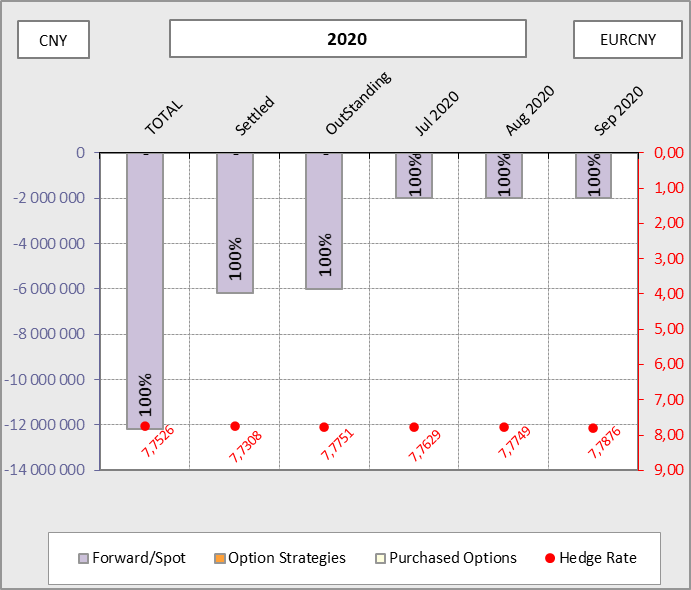 CNY
2020
EURCNY
TOTAL
Settled
OutStanding
Jul 2020
Aug 2020
Sep 2020
0
-2 000 000
-4 000 000
-6 000 000
-8 000 000
-10 000 000
-12 000 000
-14 000 000
0,00
1,00
2,00
3,00
4,00
5,00
6,00
7,00
8,00
9,00
100%
100%
100%
100%
100%
100%
7,7526
7,7308
7,7751
7,7629
7,7749
7,7876
Forward/Spot
Option Strategies
Purchased Options
Hedge Rate